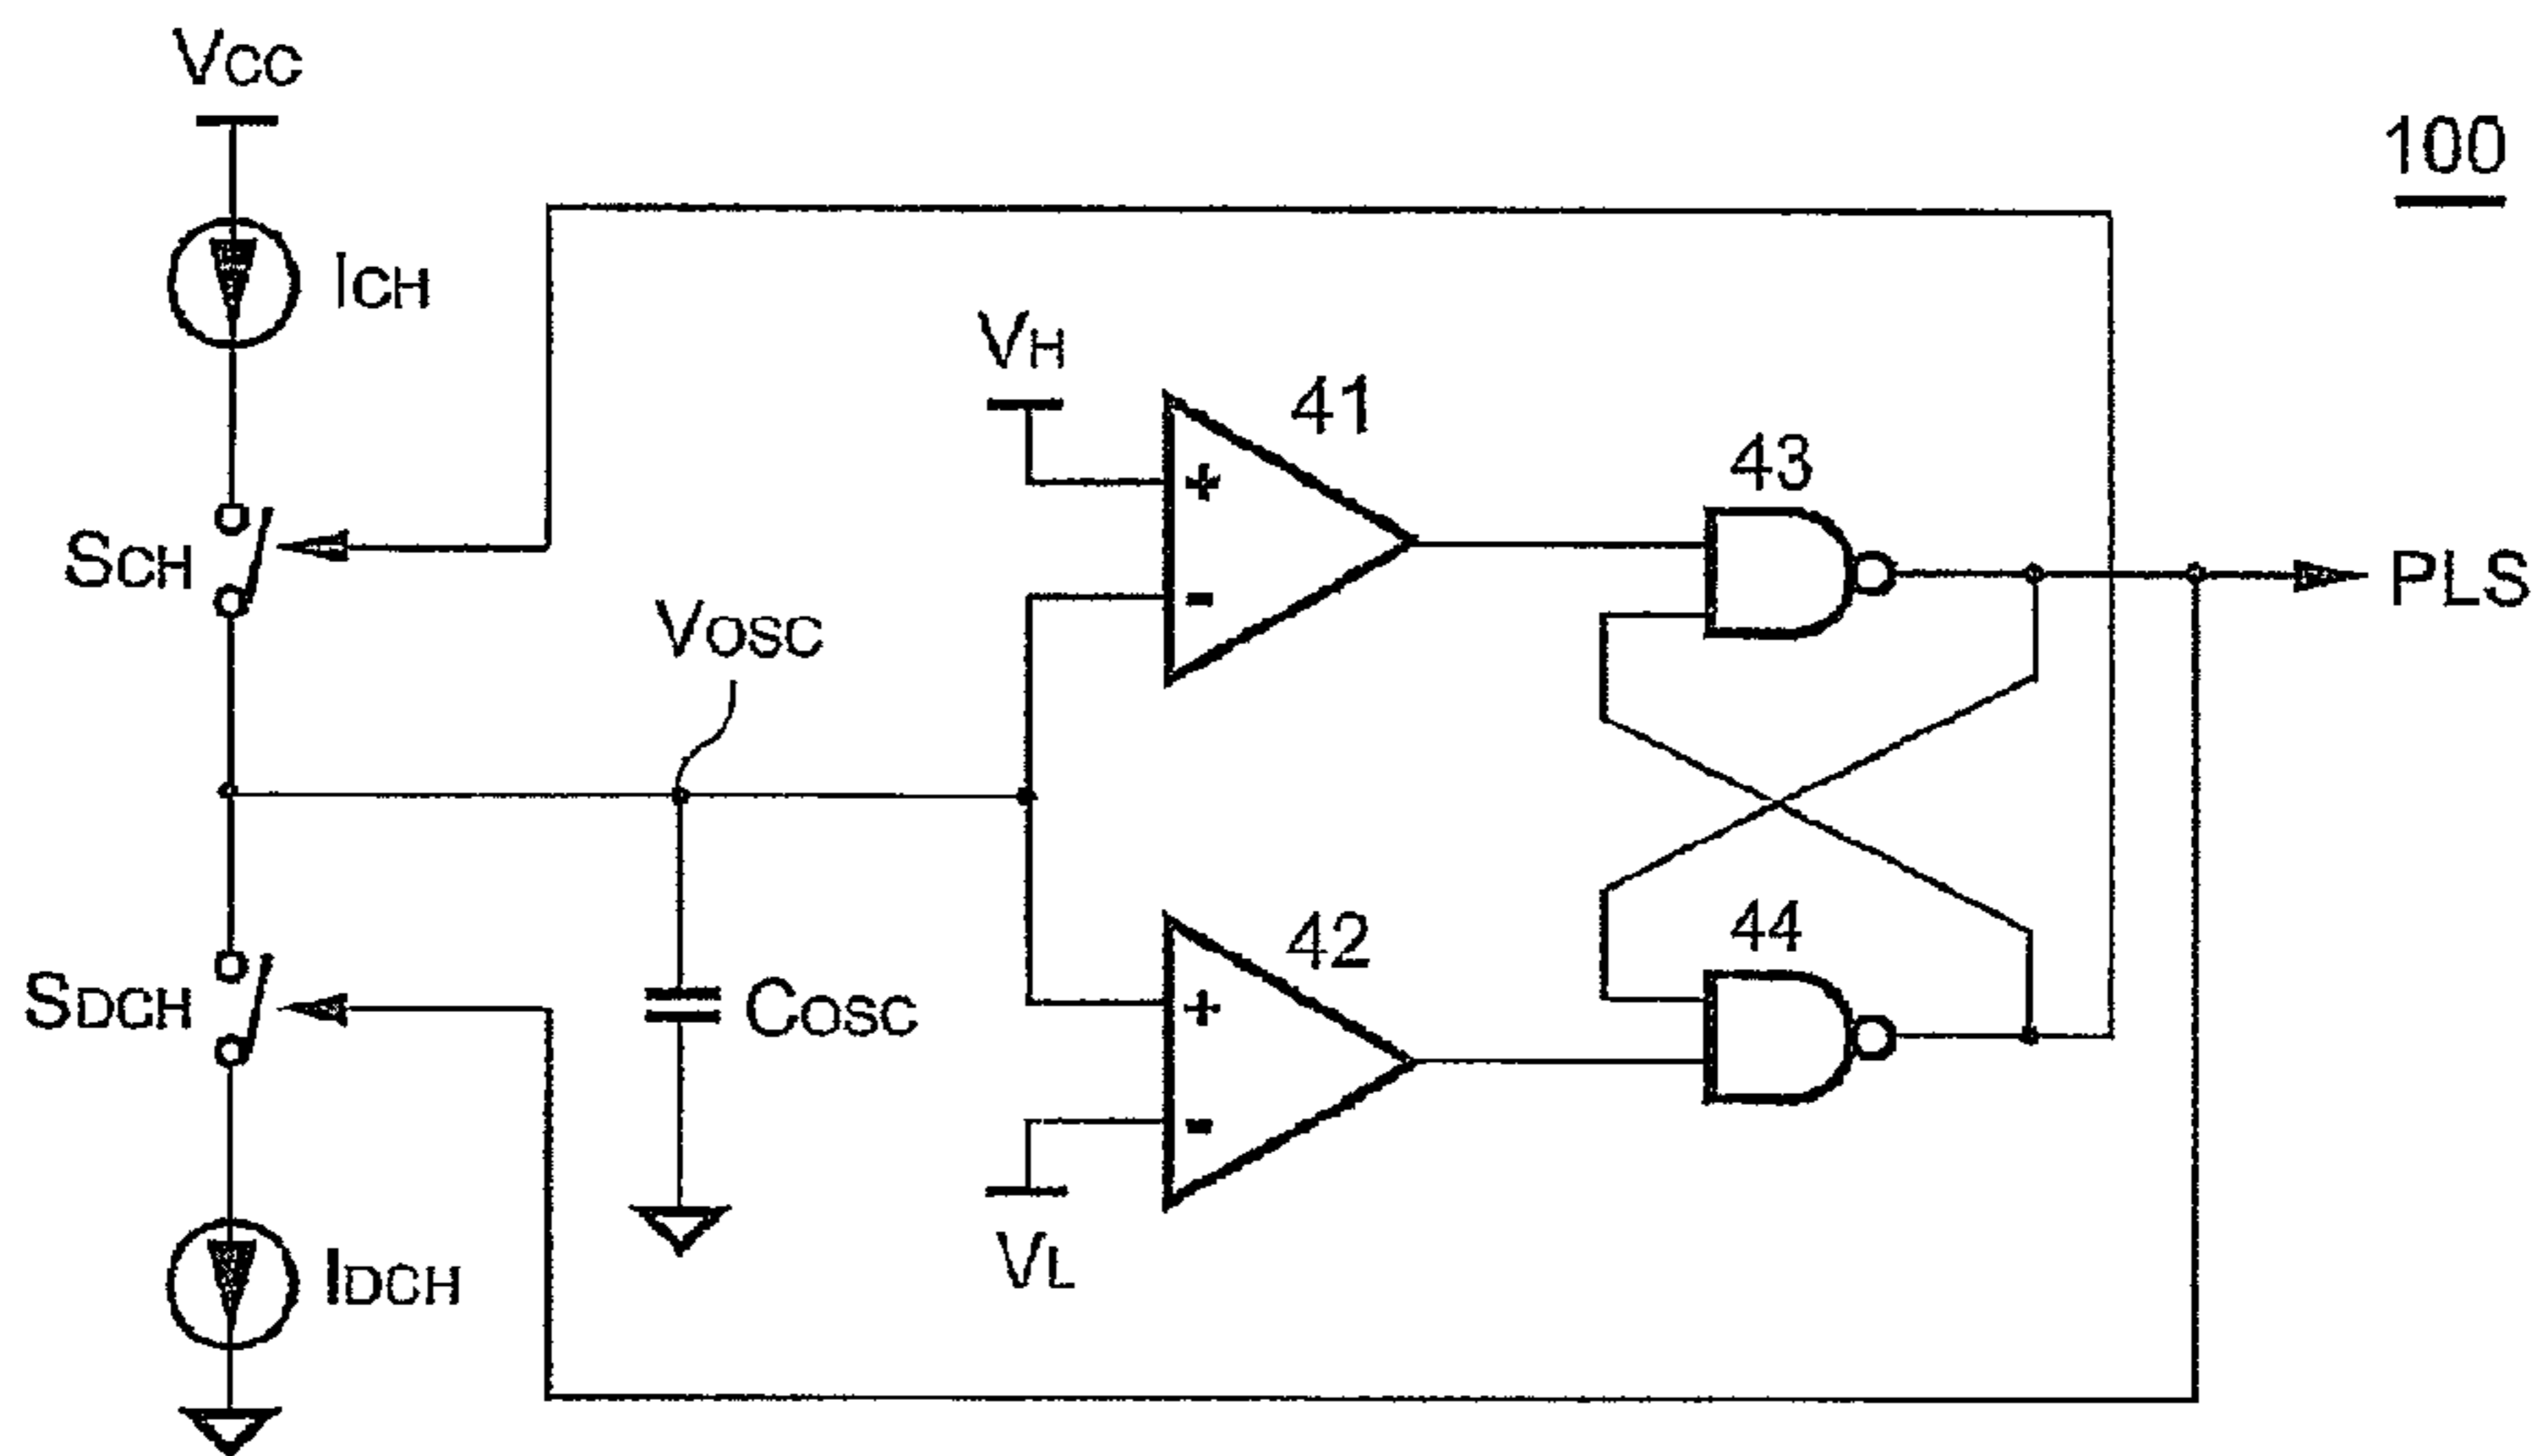 VCC
100
ICH
VH
41
43
SCH
PLS
VOSC
+
-
42
44
SDCH
COSC
+
-
VL
IDCH